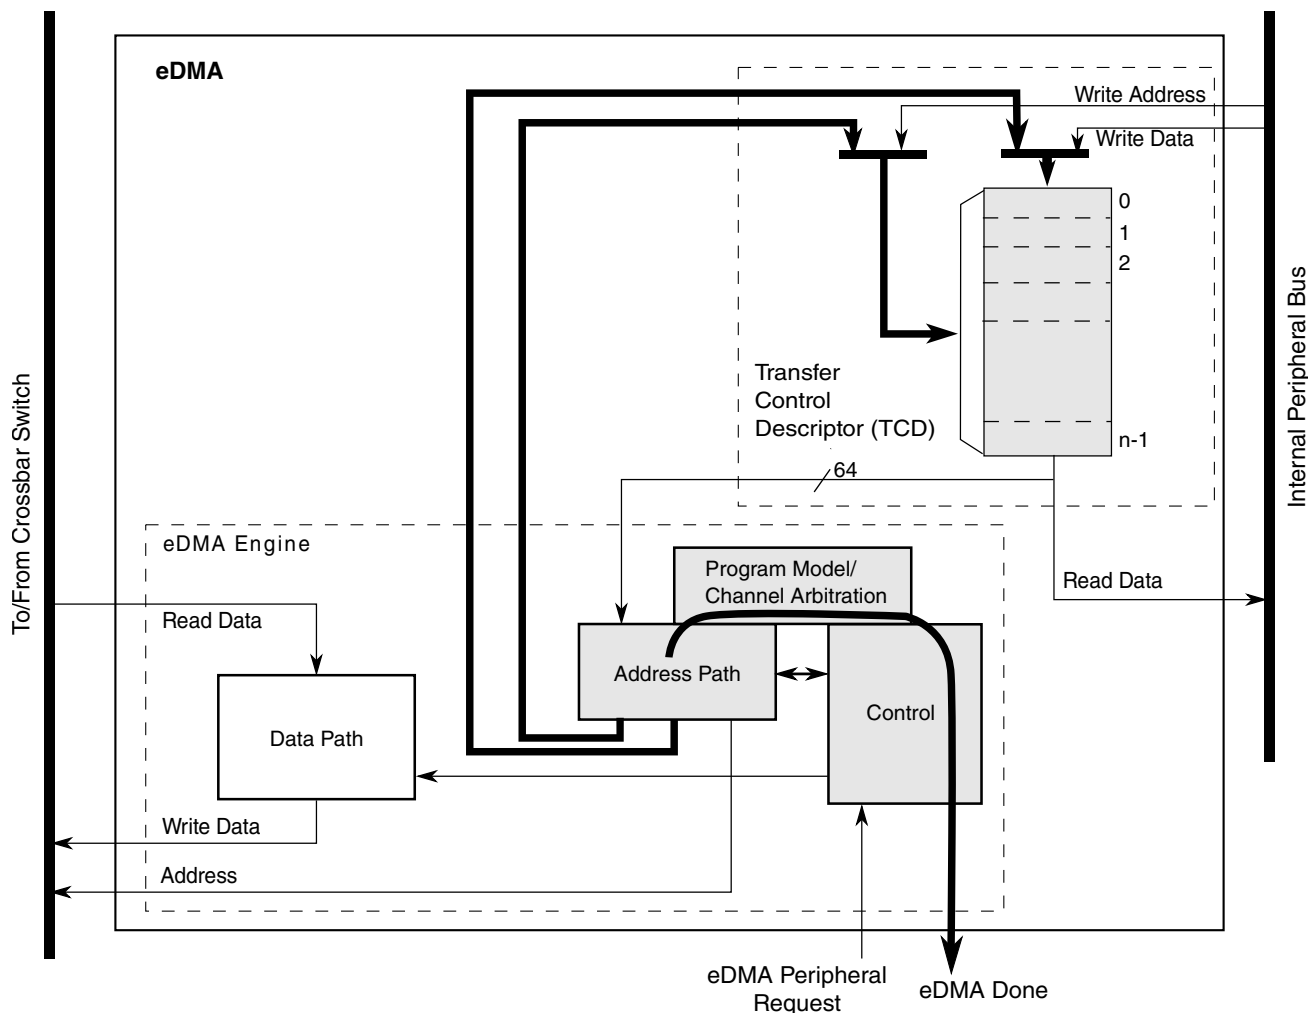 eDMA
Write Address
Write Data
0
1
2
n-1
Transfer
Control
Descriptor (TCD)
64
Internal Peripheral Bus
To/From Crossbar Switch
eDMA Engine
Program Model/
Channel Arbitration
Read Data
Read Data
Address Path
Control
Data Path
Write Data
Address
eDMA Peripheral
Request
eDMA Done